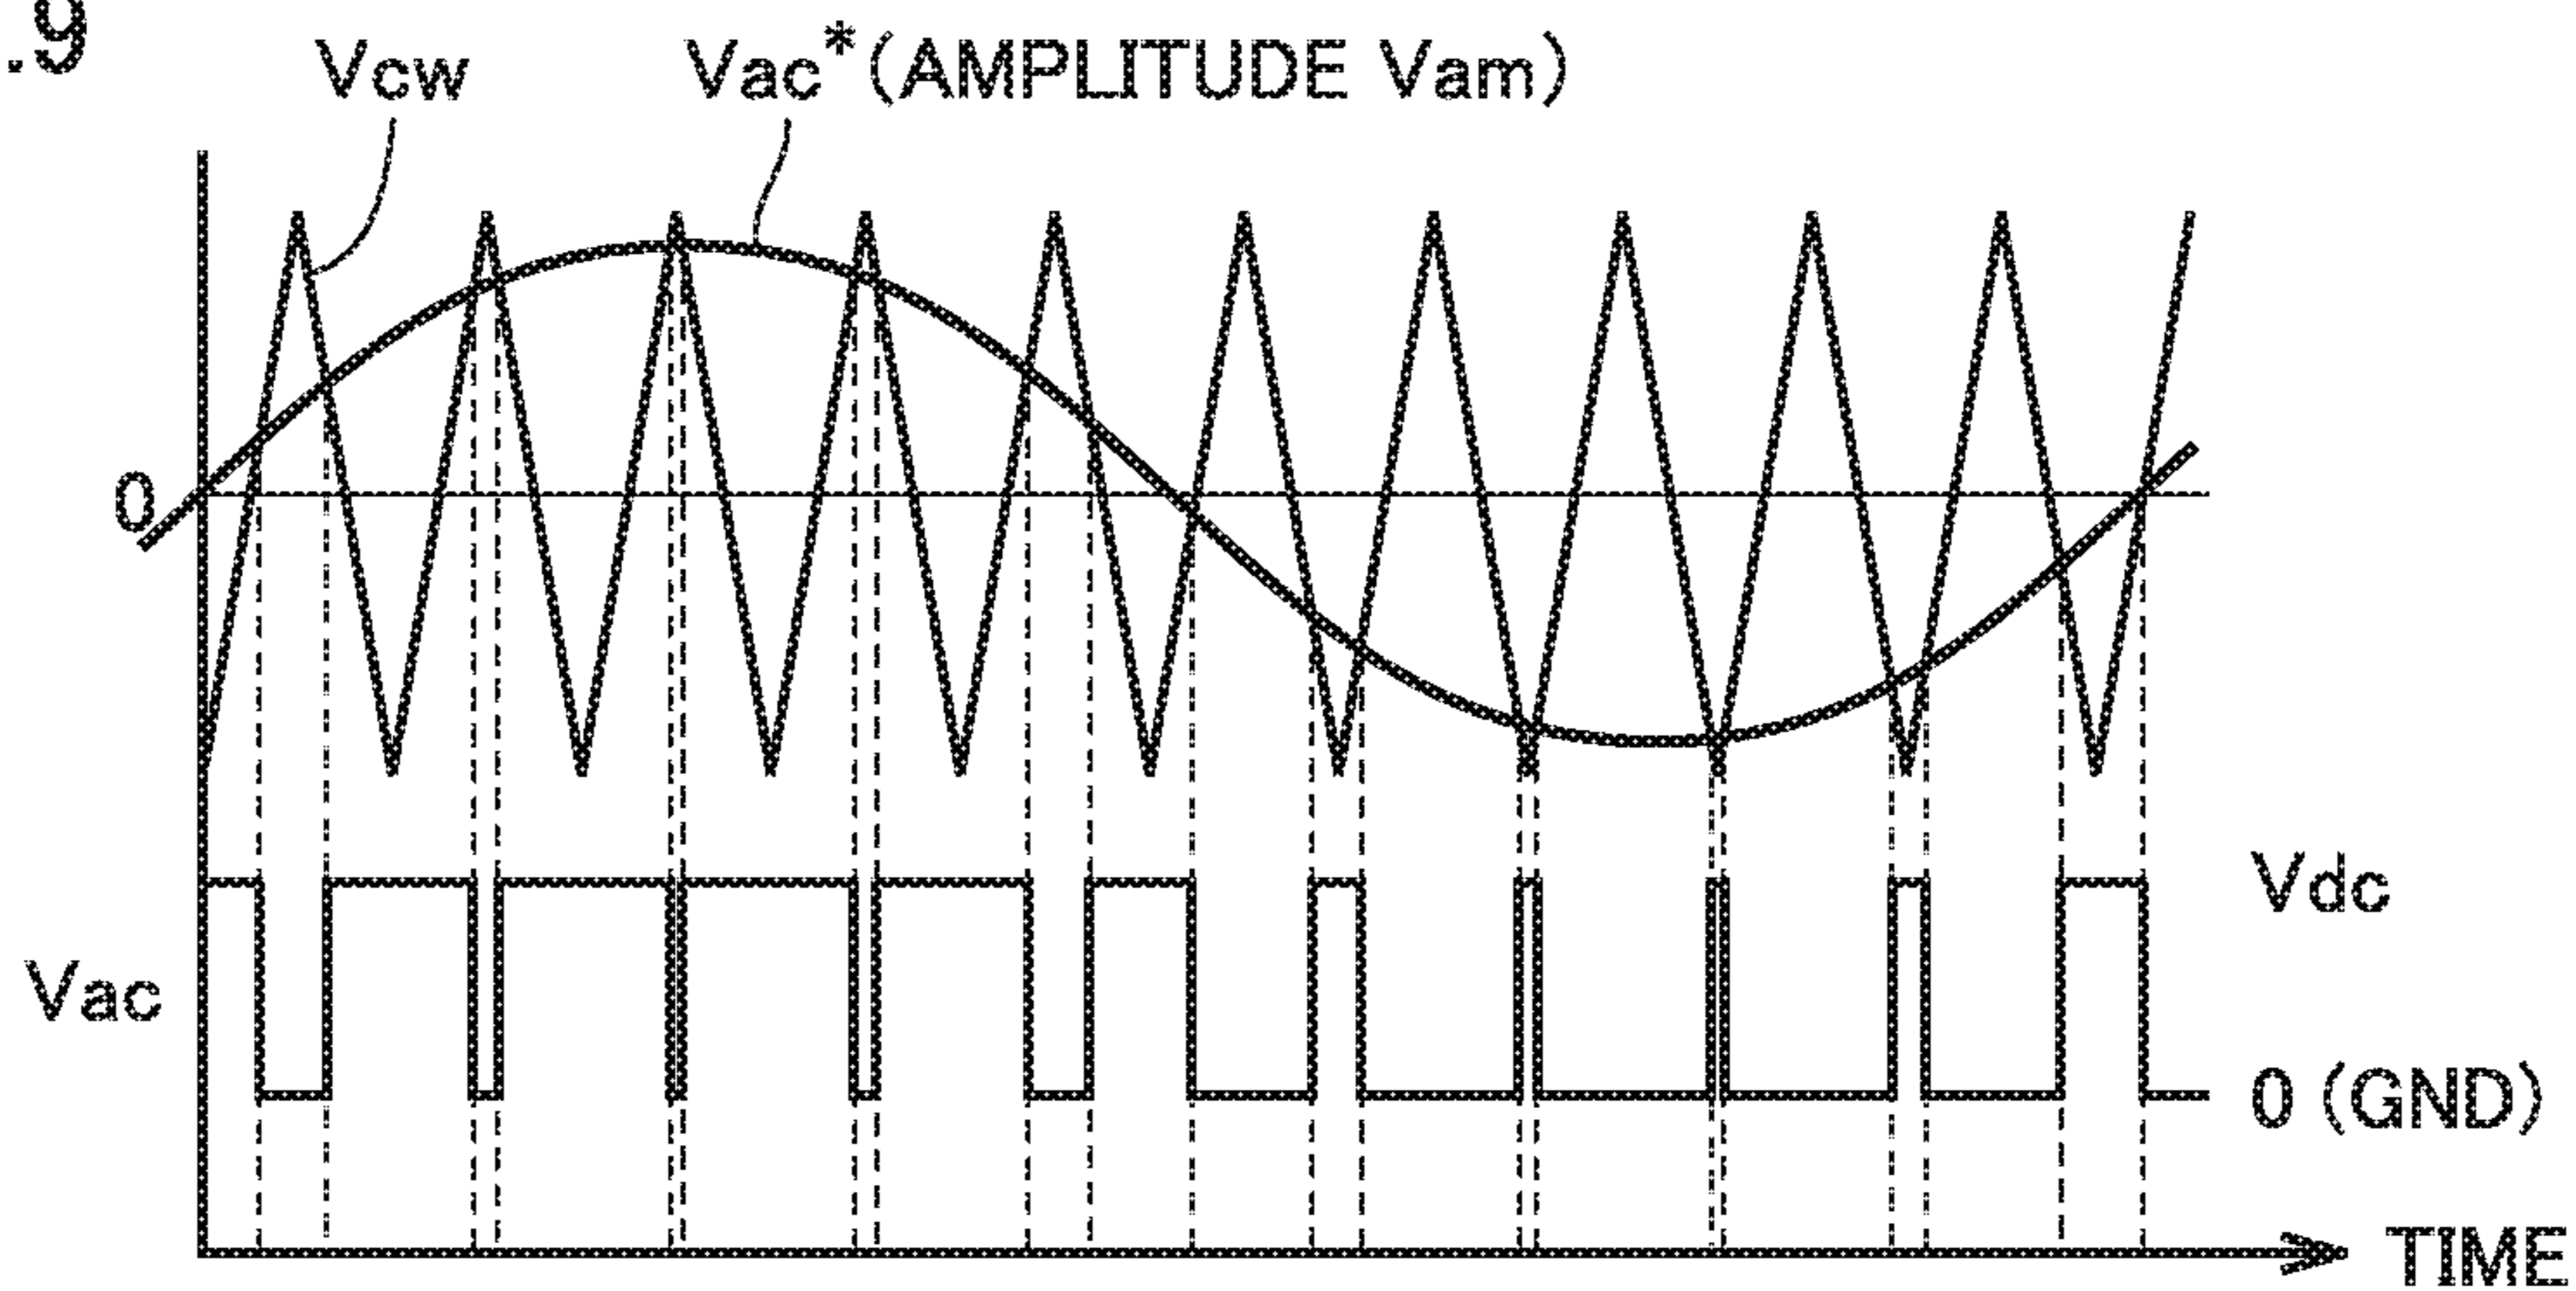 .9
Vcw
Vac*(AMPLITUDE Vam)
0
Vdc
Vac
0 (GND)
TIME